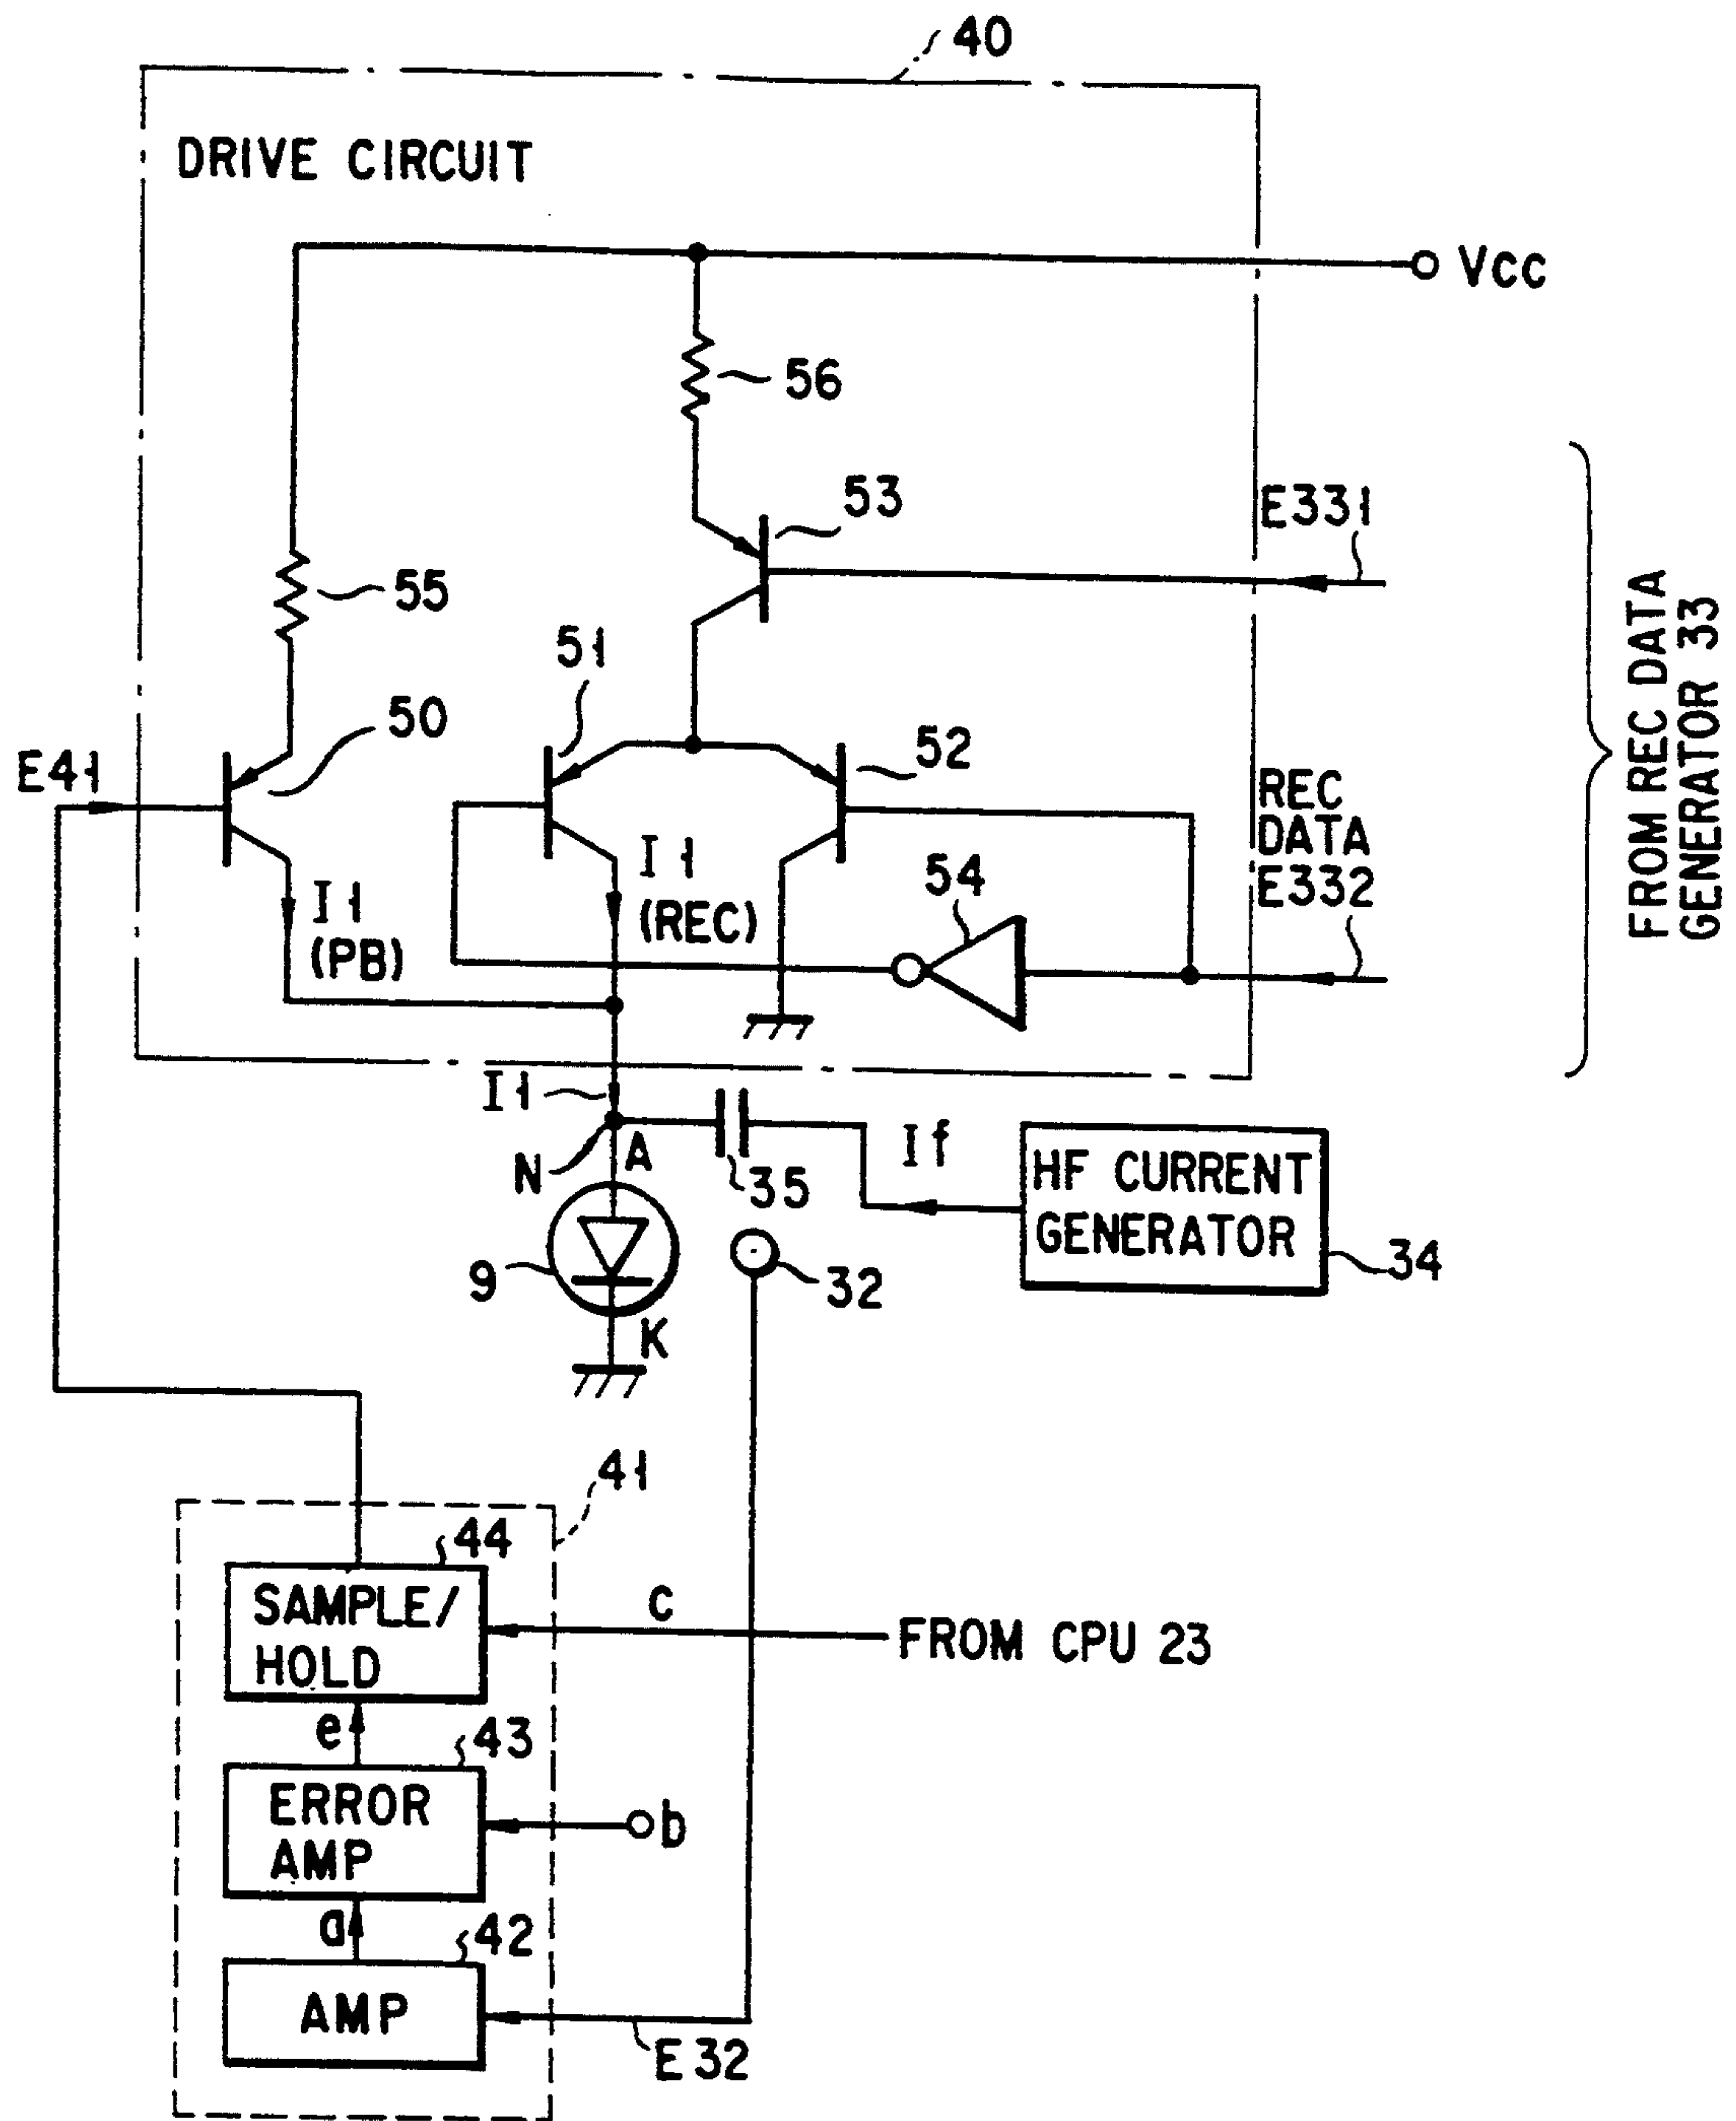 40
DRIVE CIRCUIT
Vcc
56
53
E331
55
51
50
52
E41
REC
DATA
E332
I1
(REC)
54
I1
(PB)
FROM REC DATA
GENERATOR 33
I1
N
A
35
If
HF CURRENT
GENERATOR
34
9
32
K
41
44
SAMPLE/
HOLD
c
FROM CPU 23
e
43
ERROR
AMP
b
a
42
AMP
E32